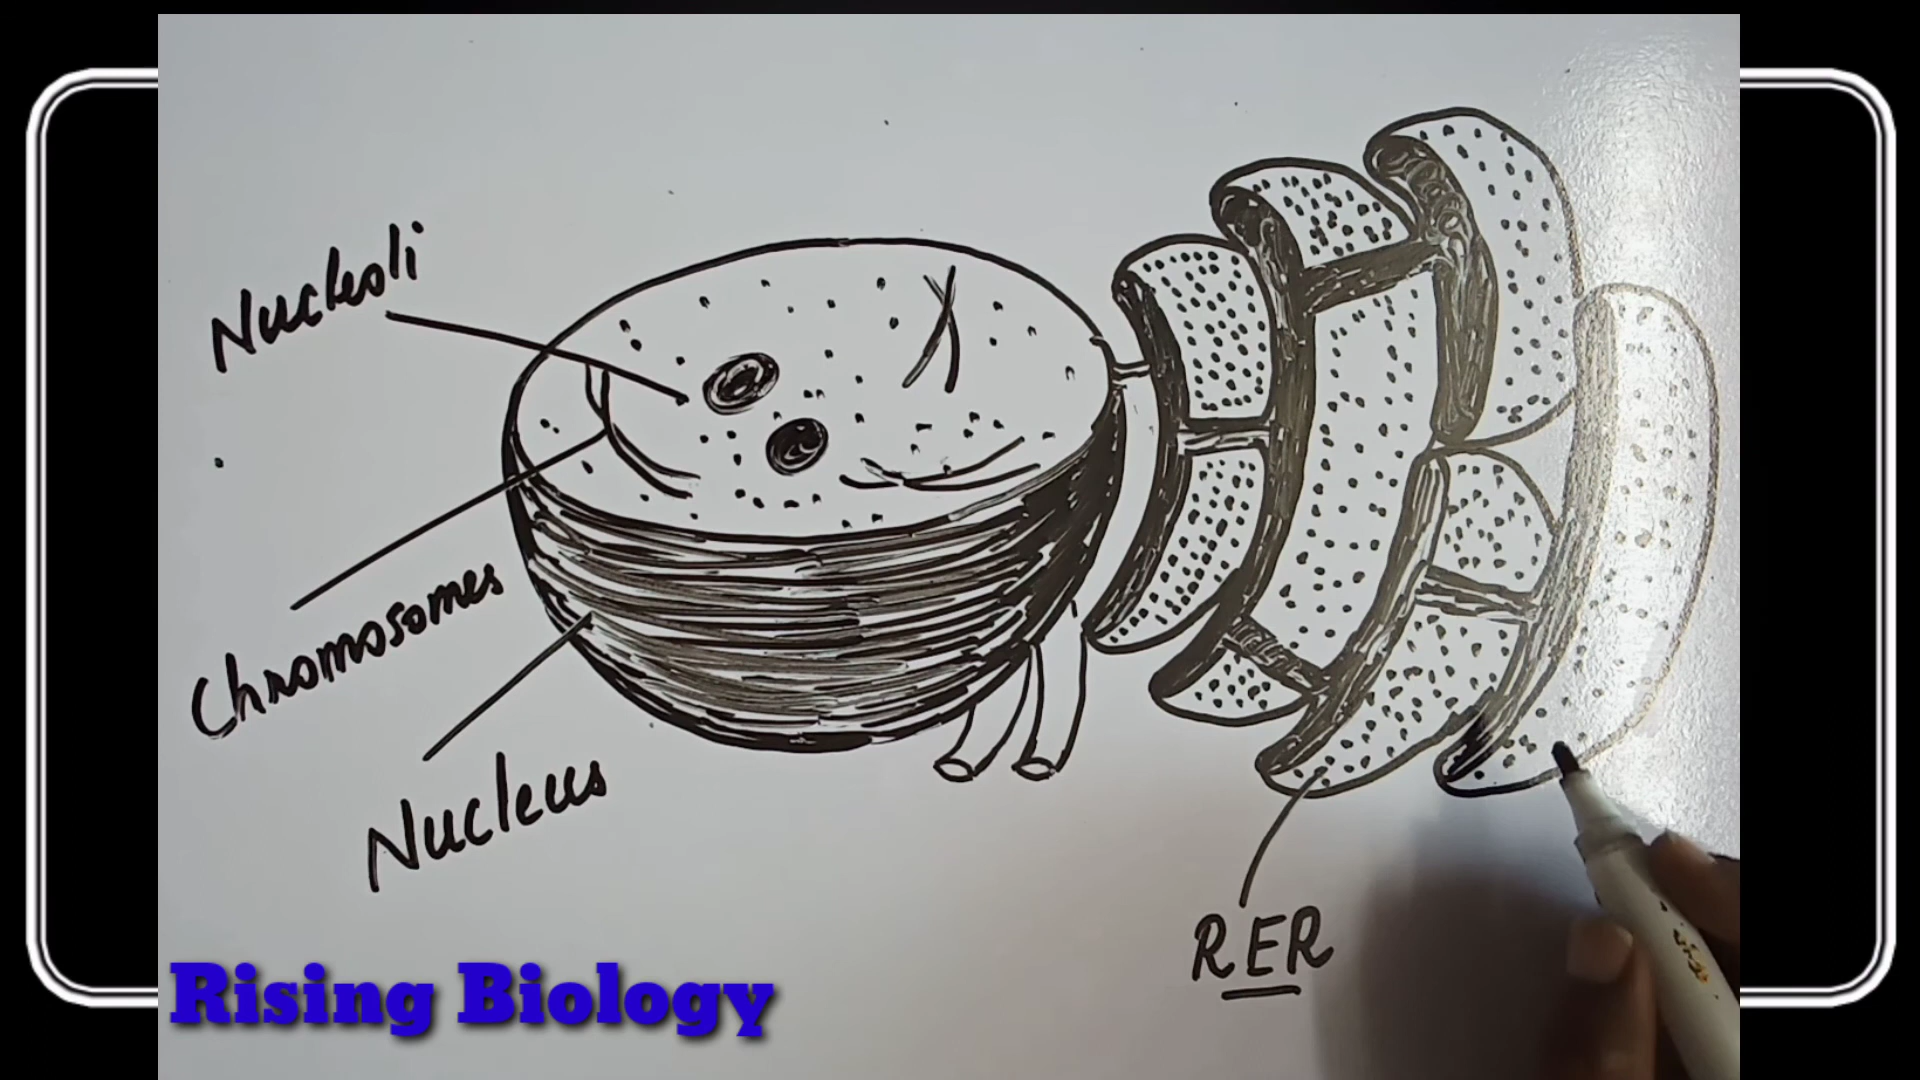 Nucleoli
Chromosomes
Nucleus
RER
Rising Biology